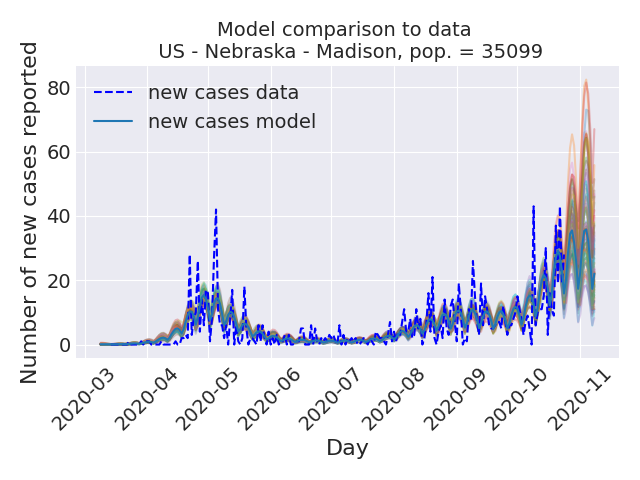 Model comparison to data
US - Nebraska - Madison, pop. = 35099
Number of new cases reported
80
60
40
20
0
new cases data
new cases model
2020-03
2020-04
2020-05
2020-06
2020-07
2020-08
2020-09
2020-10
2020-11
Day